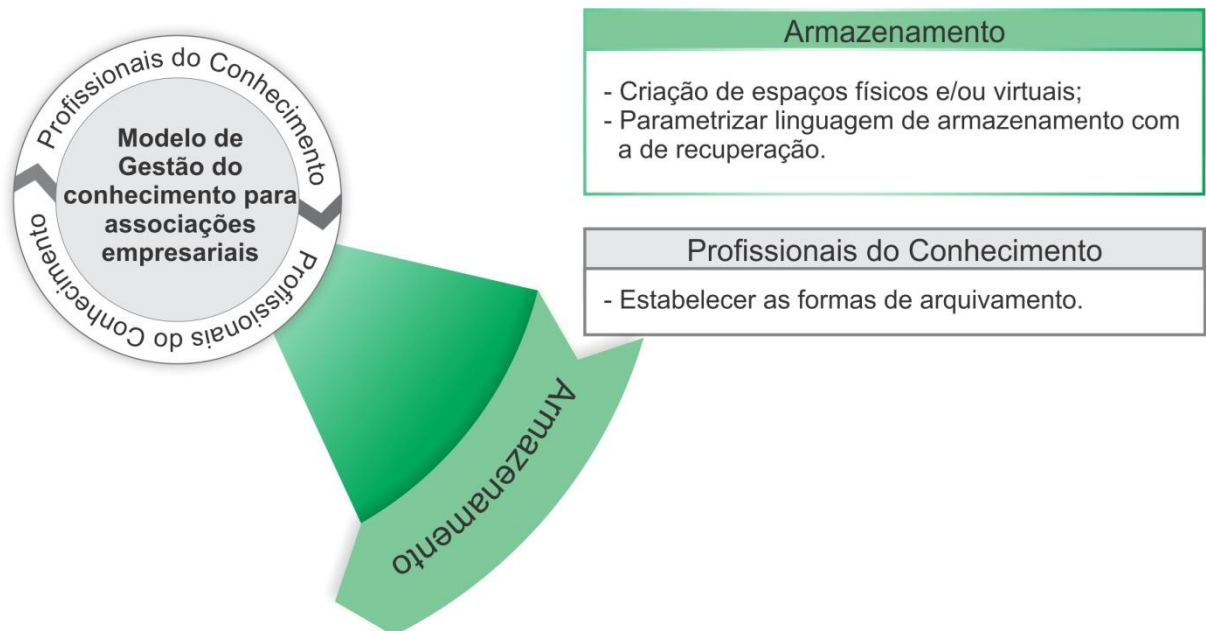 Profissionais do Conhecimento
Modelo de
Gestão do
conhecimento para
associações
empresariais
Profissionais do Conhecimento
Armazenamento
Armazenamento
- Criação de espaços físicos e/ou virtuais;
- Parametrizar linguagem de armazenamento com
a de recuperação.
Profissionais do Conhecimento
- Estabelecer as formas de arquivamento.